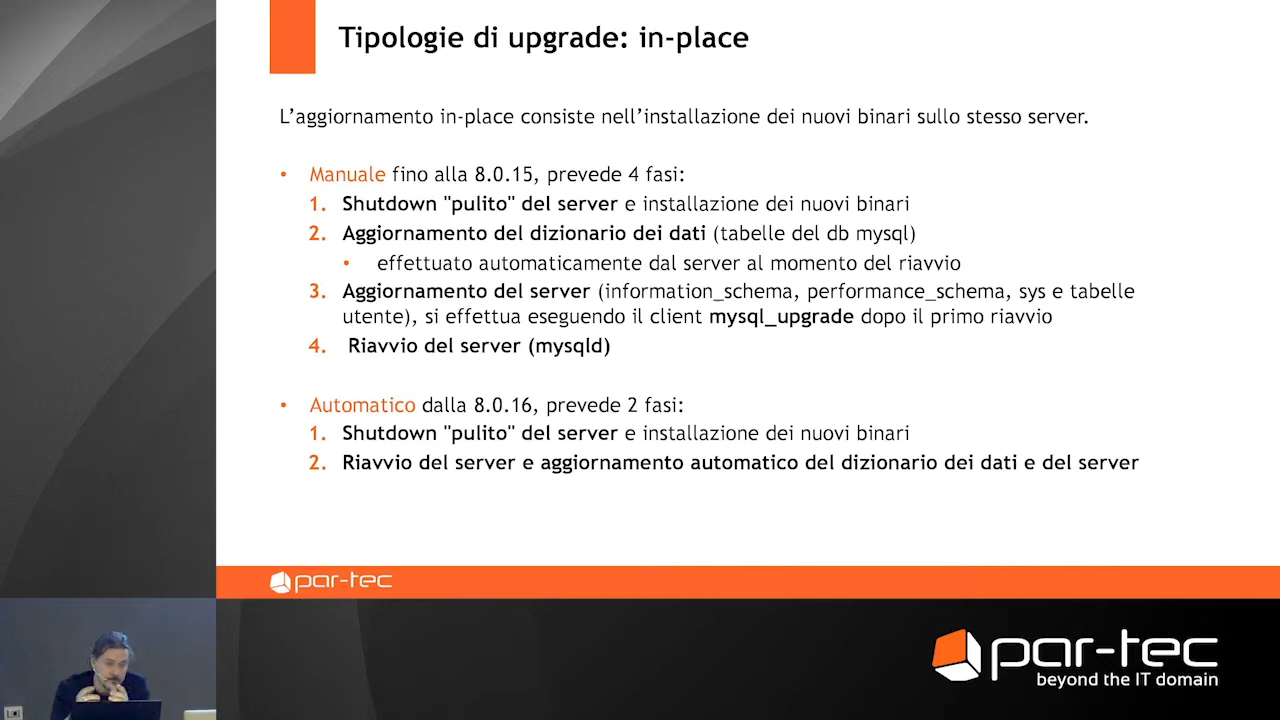 Tipologie di upgrade: in-place
L’aggiornamento in-place consiste nell’installazione dei nuovi binari sullo stesso server.
• Manuale fino alla 8.0.15, prevede 4 fasi:
1. Shutdown "pulito" del server e installazione dei nuovi binari
2. Aggiornamento del dizionario dei dati (tabelle del db mysql)
• effettuato automaticamente dal server al momento del riavvio
3. Aggiornamento del server (information_schema, performance_schema, sys e tabelle
utente), si effettua eseguendo il client mysql_upgrade dopo il primo riavvio
4. Riavvio del server (mysqld)
• Automatico dalla 8.0.16, prevede 2 fasi:
1. Shutdown "pulito" del server e installazione dei nuovi binari
2. Riavvio del server e aggiornamento automatico del dizionario dei dati e del server
par-tec
par-tec
beyond the IT domain